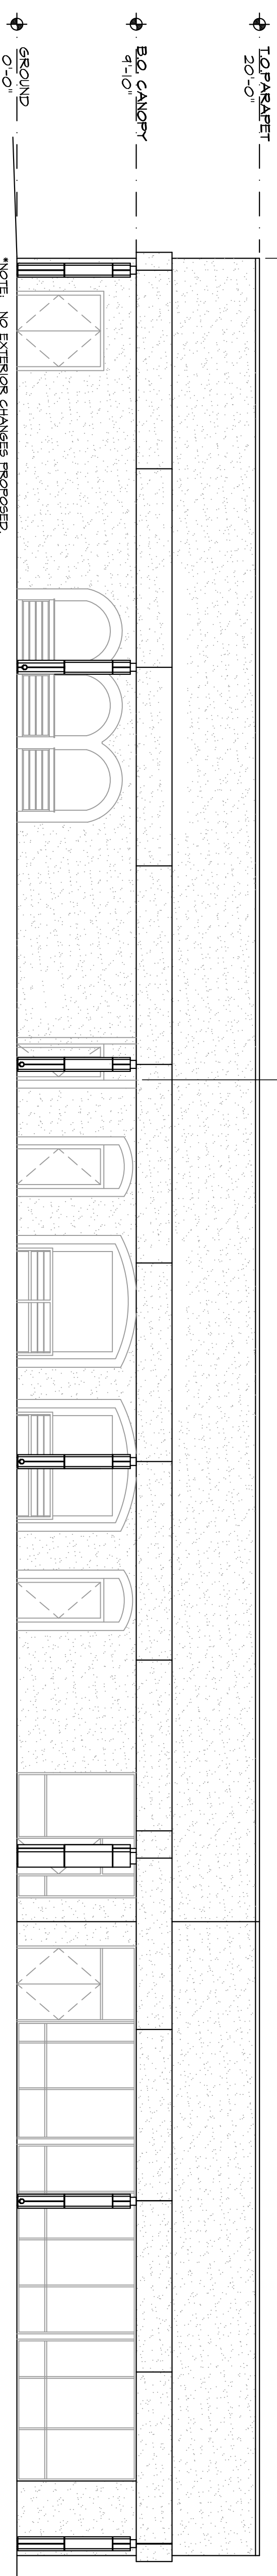 T.O.PARAPET
20'-0"
B.O. CANOPY
9'-10"
GROUND
0'-0"
*NOTE: NO EXTERIOR CHANGES PROPOSED.